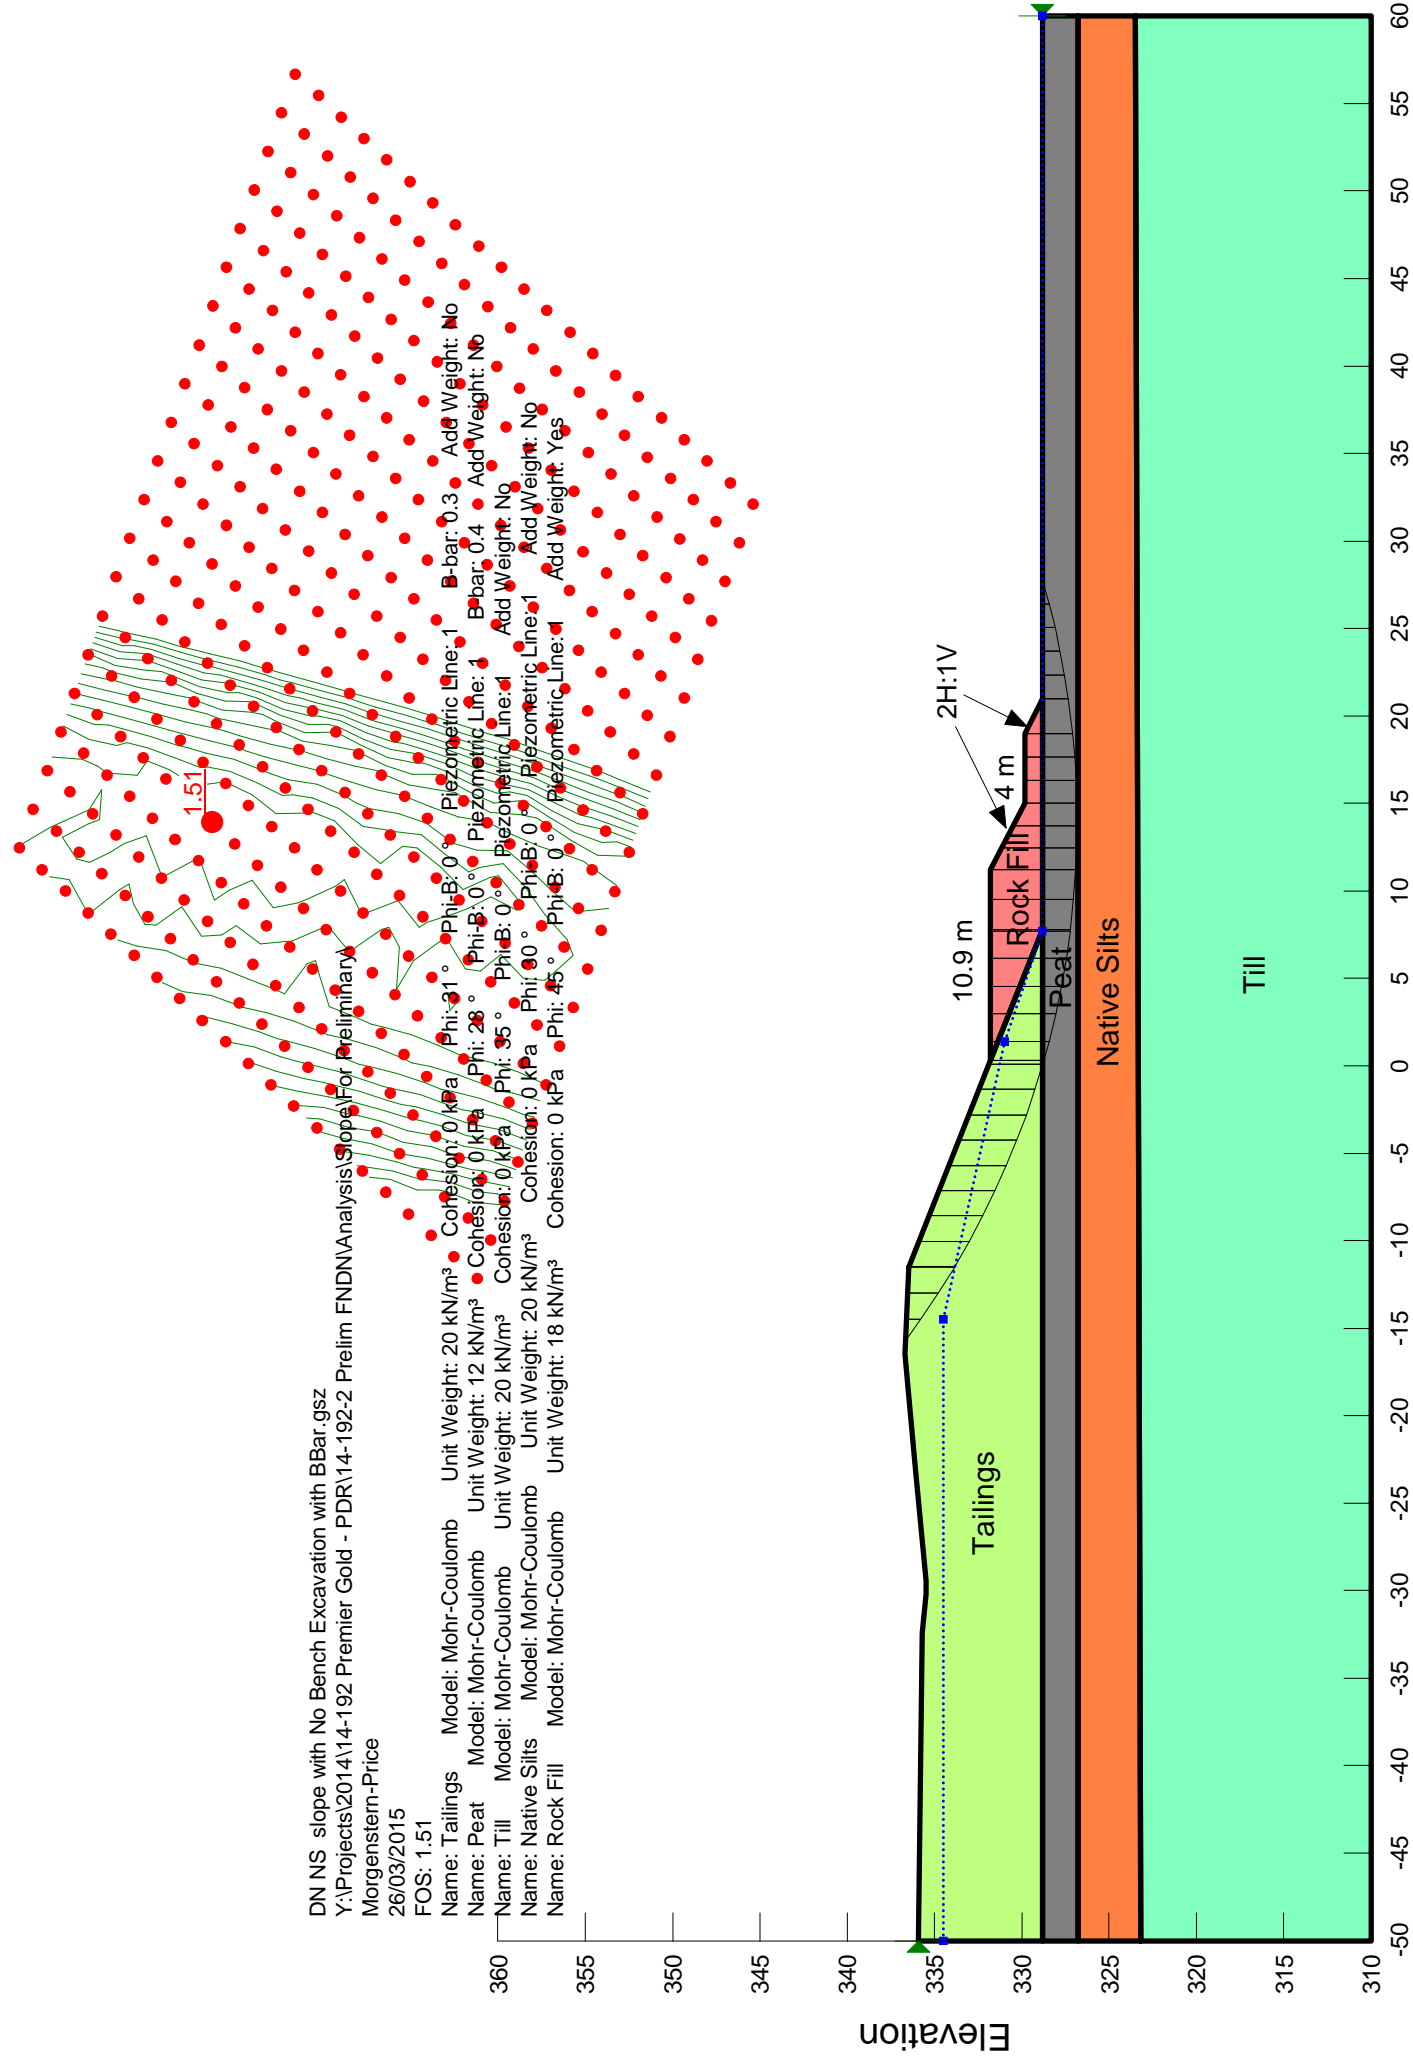 DN NS slope with No Bench Excavation with BBar.gsz
Y:\Projects\2014\14-192 Premier Gold - PDR\14-192-2 Prelim FNDN\Analysis\Slope\For Preliminary\
Morgenstern-Price
26/03/2015
FOS: 1.51
Name: Tailings Model: Mohr-Coulomb Unit Weight: 20 kN/m³ Cohesion: 0 kPa Phi: 31 ° Phi-B: 0 ° Piezometric Line: 1 B-bar: 0.3 Add Weight: No
Name: Peat Model: Mohr-Coulomb Unit Weight: 12 kN/m³ Cohesion: 0 kPa Phi: 28 ° Phi-B: 0 ° Piezometric Line: 1 B-bar: 0.4 Add Weight: No
Name: Till Model: Mohr-Coulomb Unit Weight: 20 kN/m³ Cohesion: 0 kPa Phi: 35 ° Phi-B: 0 ° Piezometric Line: 1 Add Weight: No
Name: Native Silts Model: Mohr-Coulomb Unit Weight: 20 kN/m³ Cohesion: 0 kPa Phi: 30 ° Phi-B: 0 ° Piezometric Line: 1 Add Weight: No
Name: Rock Fill Model: Mohr-Coulomb Unit Weight: 18 kN/m³ Cohesion: 0 kPa Phi: 45 ° Phi-B: 0 ° Piezometric Line: 1 Add Weight: Yes
1.51
2H:1V
10.9 m
4 m
Rock Fill
Tailings
Peat
Native Silts
Till
Elevation
360
355
350
345
340
335
330
325
320
315
310
-50 -45 -40 -35 -30 -25 -20 -15 -10 -5 0 5 10 15 20 25 30 35 40 45 50 55 60